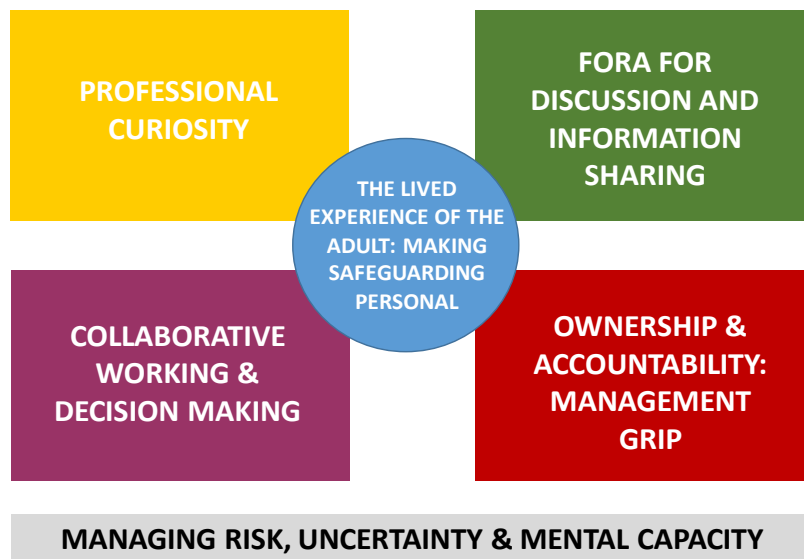 PROFESSIONAL
CURIOSITY
FORA FOR
DISCUSSION AND
INFORMATION
SHARING
THE LIVED
EXPERIENCE OF THE
ADULT: MAKING
SAFEGUARDING
PERSONAL
COLLABORATIVE
WORKING &
DECISION MAKING
OWNERSHIP &
ACCOUNTABILITY:
MANAGEMENT
GRIP
MANAGING RISK, UNCERTAINTY & MENTAL CAPACITY